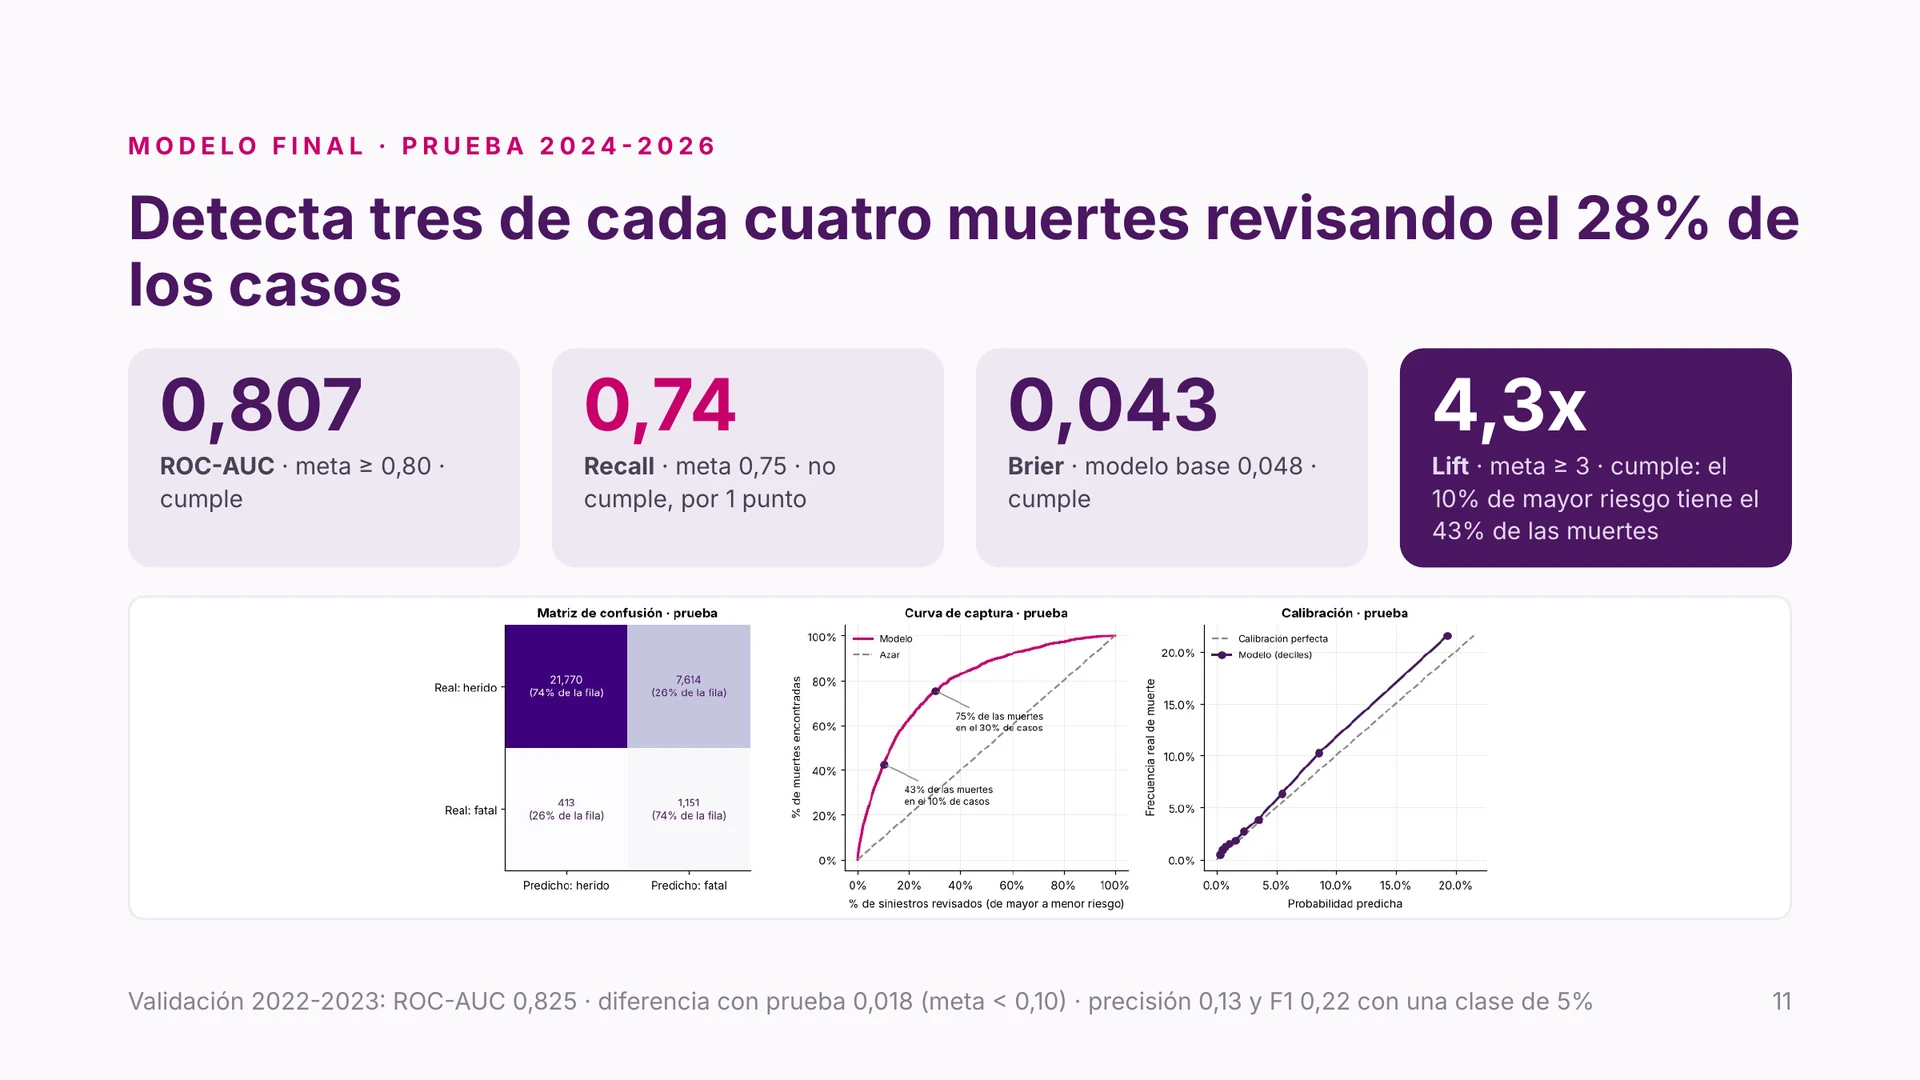 MODELO FINAL · PRUEBA 2024-2026
Detecta tres de cada cuatro muertes revisando el 28% de
los casos
0,807
ROC-AUC · meta ≥ 0,80 ·
cumple
0,74
Recall · meta 0,75 · no
cumple, por 1 punto
0,043
Brier · modelo base 0,048 ·
cumple
4,3x
Lift · meta ≥ 3 · cumple: el
10% de mayor riesgo tiene el
43% de las muertes
Matriz de confusión · prueba
Real: herido
21,770
(74% de la fila)
7,614
(26% de la fila)
Real: fatal
413
(26% de la fila)
1,151
(74% de la fila)
Predicho: herido
Predicho: fatal
Curva de captura · prueba
Modelo
Azar
% de muertes encontradas
100%
80%
60%
40%
20%
0%
75% de las muertes
en el 30% de casos
43% de las muertes
en el 10% de casos
0%
20%
40%
60%
80%
100%
% de siniestros revisados (de mayor a menor riesgo)
Calibración · prueba
Calibración perfecta
Modelo (deciles)
Frecuencia real de muerte
20.0%
15.0%
10.0%
5.0%
0.0%
0.0%
5.0%
10.0%
15.0%
20.0%
Probabilidad predicha
Validación 2022-2023: ROC-AUC 0,825 · diferencia con prueba 0,018 (meta < 0,10) · precisión 0,13 y F1 0,22 con una clase de 5%
11